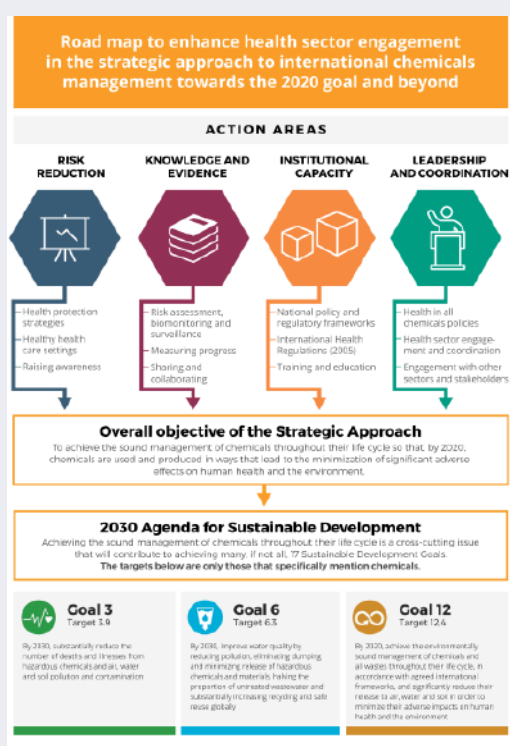 Road map to enhance health sector engagement
in the strategic approach to international chemicals
management towards the 2020 goal and beyond
ACTION AREAS
RISK
REDUCTION
KNOWLEDGE AND
EVIDENCE
INSTITUTIONAL
CAPACITY
LEADERSHIP
AND COORDINATION
Health protection
strategies
Healthy health
care settings
Raising awareness
Risk assessment,
biomonitoring and
surveillance
Measuring progress
Sharing and
collaborating
National policy and
regulatory frameworks
International Health
Regulations (2005)
Training and education
Health in all
chemicals policies
Health sector engage-
ment and coordination
Engagement with other
sectors and stakeholders
Overall objective of the Strategic Approach
To achieve the sound management of chemicals throughout their life cycle so that, by 2020,
chemicals are used and produced in ways that lead to the minimization of significant adverse
effects on human health and the environment.
2030 Agenda for Sustainable Development
Achieving the sound management of chemicals throughout their life cycle is a cross-cutting issue
that will contribute to achieving many, if not all, 17 Sustainable Development Goals.
The targets below are only those that specifically mention chemicals.
Goal 3
Target 3.9
By 2030, substantially reduce the
number of deaths and illnesses from
hazardous chemicals and air, water
and soil pollution and contamination
Goal 6
Target 6.3
By 2030, improve water quality by
reducing pollution, eliminating dumping
and minimizing release of hazardous
chemicals and materials, halving the
proportion of untreated wastewater and
substantially increasing recycling and safe
reuse globally
Goal 12
Target 12.4
By 2020, achieve the environmentally
sound management of chemicals and
all wastes throughout their life cycle, in
accordance with agreed international
frameworks, and significantly reduce their
release to air, water and soil in order to
minimize their adverse impacts on human
health and the environment